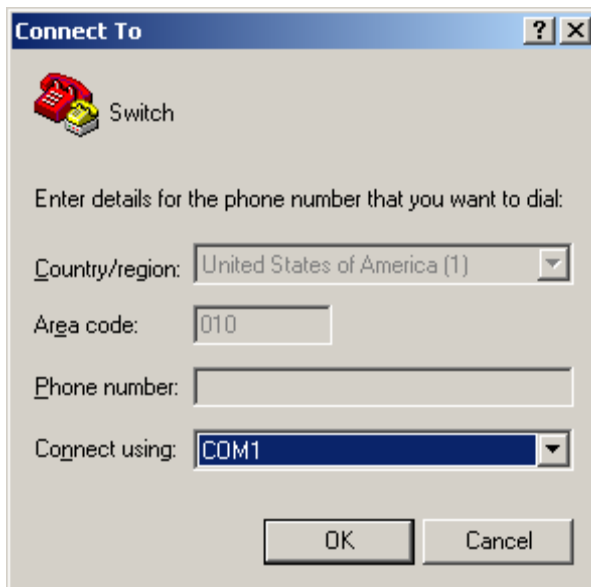 Connect To
Switch
Enter details for the phone number that you want to dial:
Country/region: United States of America (1)
Area code: 010
Phone number:
Connect using: COM1
OK Cancel